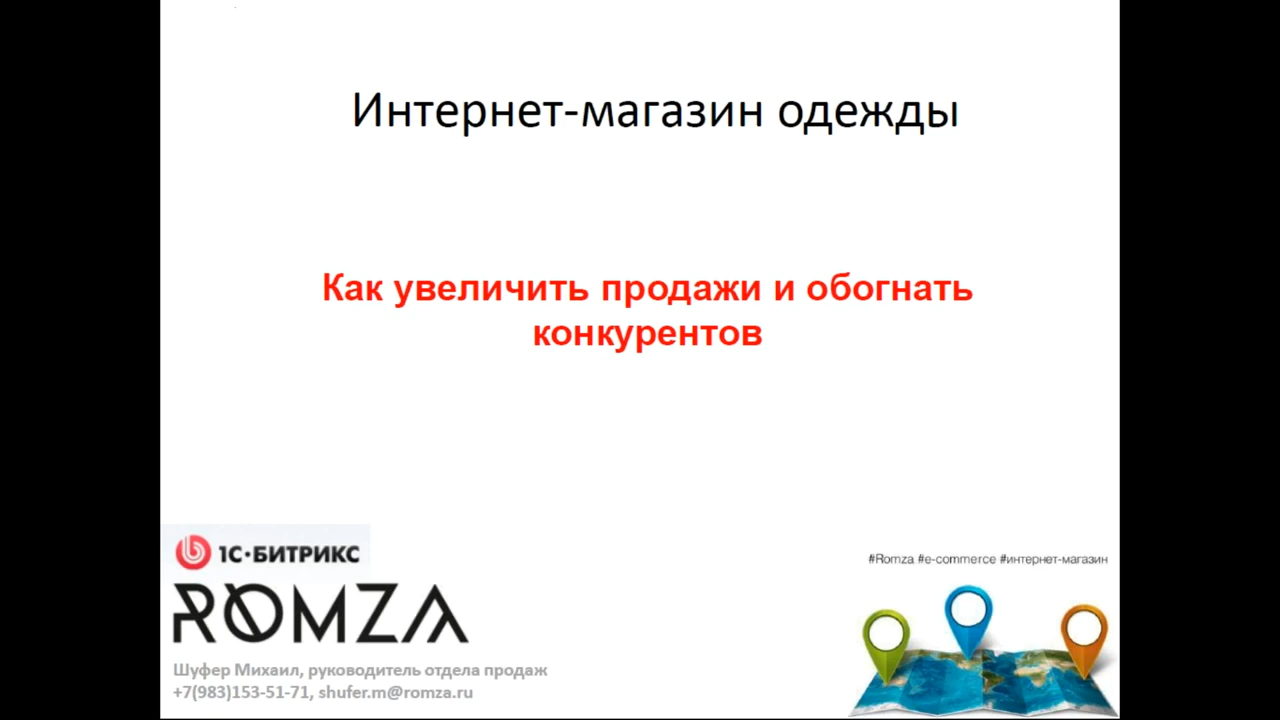 Интернет-магазин одежды
Как увеличить продажи и обогнать
конкурентов
1С·БИТРИКС
ROMZA
Шуфер Михаил, руководитель отдела продаж
+7(983)153-51-71, shufer.m@romza.ru
#Romza #e-commerce #интернет-магазин